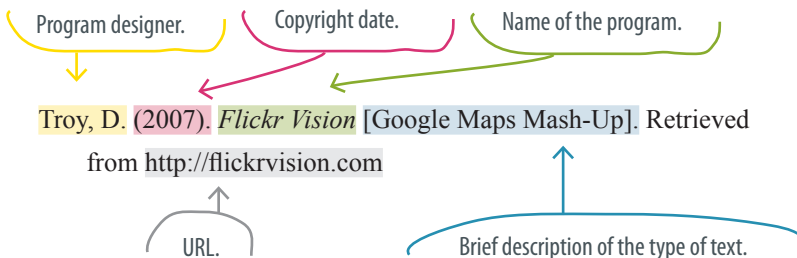 Program designer. Copyright date. Name of the program.
Troy, D. (2007). Flickr Vision [Google Maps Mash-Up]. Retrieved
from http://flickrvision.com
URL. Brief description of the type of text.